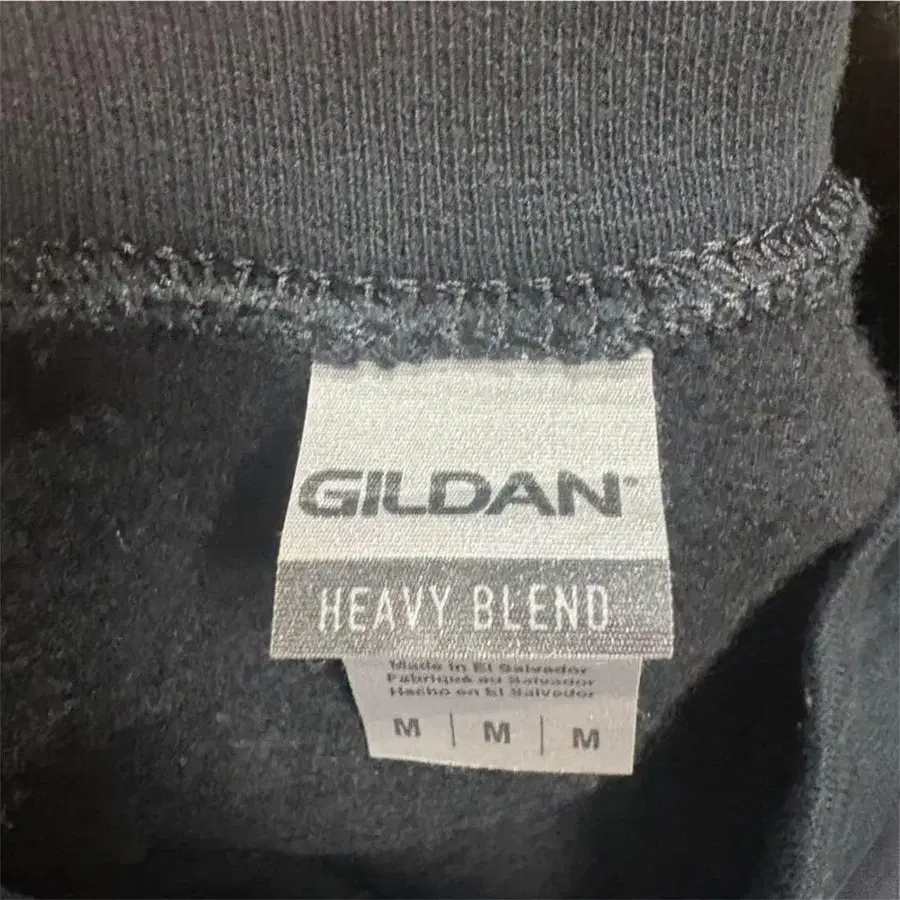 GILDAN
HEAVY BLEND
Made in El Salvador
Fabriqué au Salvador
Hecho en El Salvador
M | M | M